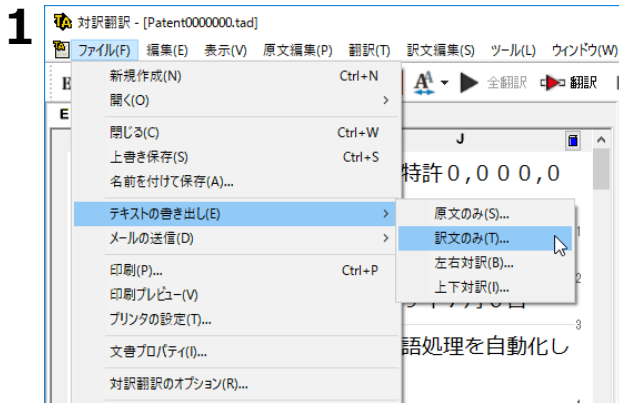 1
対訳翻訳 - [Patent0000000.tad]
ファイル(F) 編集(E) 表示(V) 原文編集(P) 翻訳(T) 訳文編集(S) ツール(L) ウィンドウ(W)
新規作成(N) Ctrl+N
全翻訳 翻訳
開く(O) >
E
閉じる(C) Ctrl+W
J
上書き保存(S) Ctrl+S
名前を付けて保存(A)...
特許０,０００,０
テキストの書き出し(E) >
原文のみ(S)...
1
メールの送信(D) >
訳文のみ(T)...
左右対訳(B)...
印刷(P)... Ctrl+P
2
上下対訳(I)...
印刷プレビュー(V)
プリンタの設定(T)...
3
文書プロパティ(I)...
語処理を自動化し
対訳翻訳のオプション(R)...